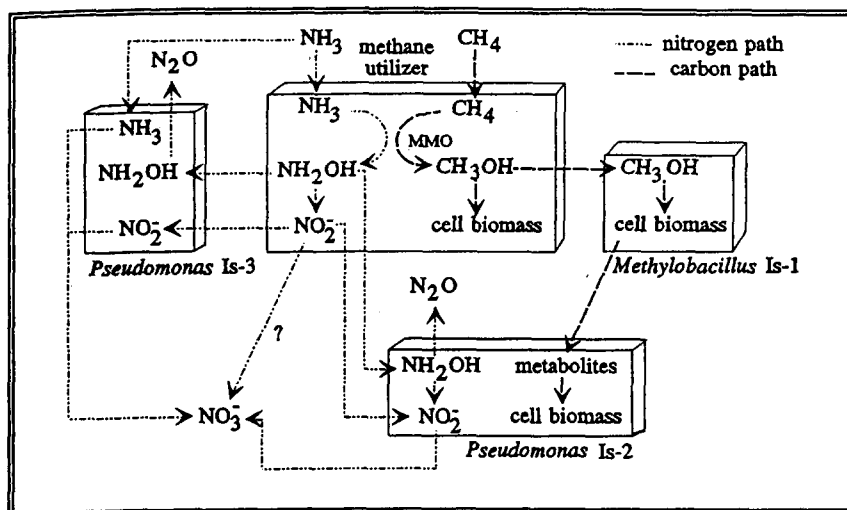 NH3
methane
utilizer
CH4
nitrogen path
carbon path
N2O
NH3
CH4
NH3
MMO
NH2OH
NH2OH
CH3OH
CH3OH
NO2-
NO2-
cell biomass
cell biomass
Pseudomonas Is-3
Methylobacillus Is-1
N2O
?
NH2OH
metabolites
NO3-
NO2-
cell biomass
Pseudomonas Is-2